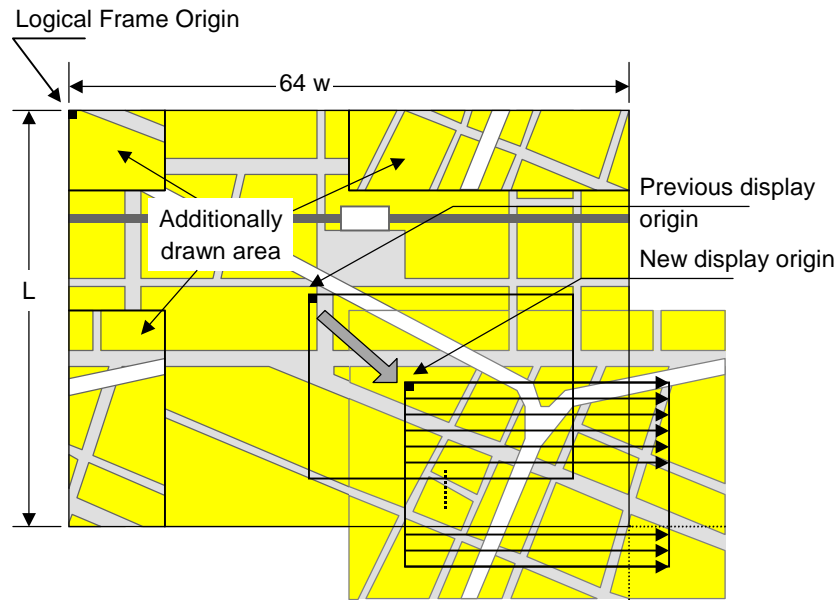 Logical Frame Origin
64 w
Previous display
origin
Additionally
drawn area
New display origin
L